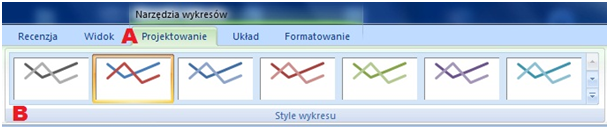 Narzędzia wykresów
Recenzja Widok A Projektowanie Układ Formatowanie
B Style wykresu